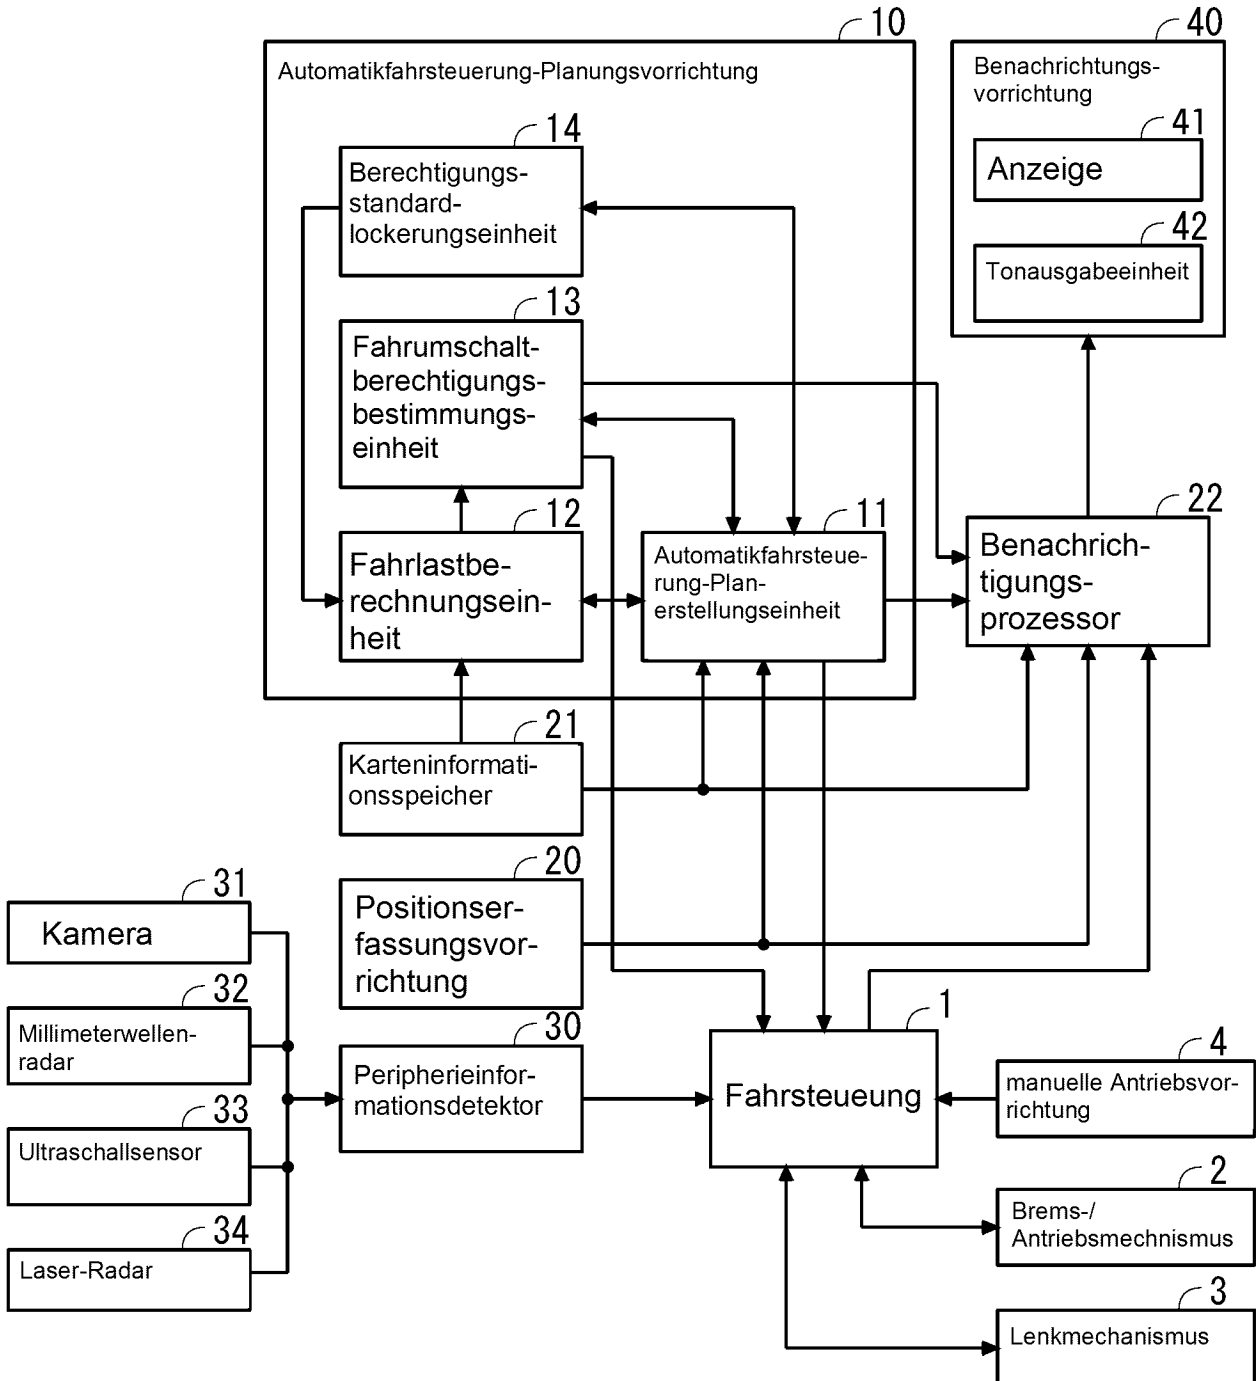 10
Automatikfahrsteuerung-Planungsvorrichtung
40
Benachrichtungs-
vorrichtung
41
Anzeige
42
Tonausgabeeinheit
14
Berechtigungs-
standard-
lockerungseinheit
13
Fahrumschalt-
berechtigungs-
bestimmungs-
einheit
12
Fahrlastbe-
rechnungsein-
heit
11
Automatikfahrsteue-
rung-Plan-
erstellungseinheit
22
Benachrich-
tigungs-
prozessor
21
Karteninformati-
onsspeicher
20
Positionser-
fassungsvor-
richtung
31
Kamera
32
Millimeterwellen-
radar
33
Ultraschallsensor
34
Laser-Radar
30
Peripherieinfor-
mationsdetektor
1
Fahrsteueung
4
manuelle Antriebsvor-
richtung
2
Brems-/
Antriebsmechnismus
3
Lenkmechanismus